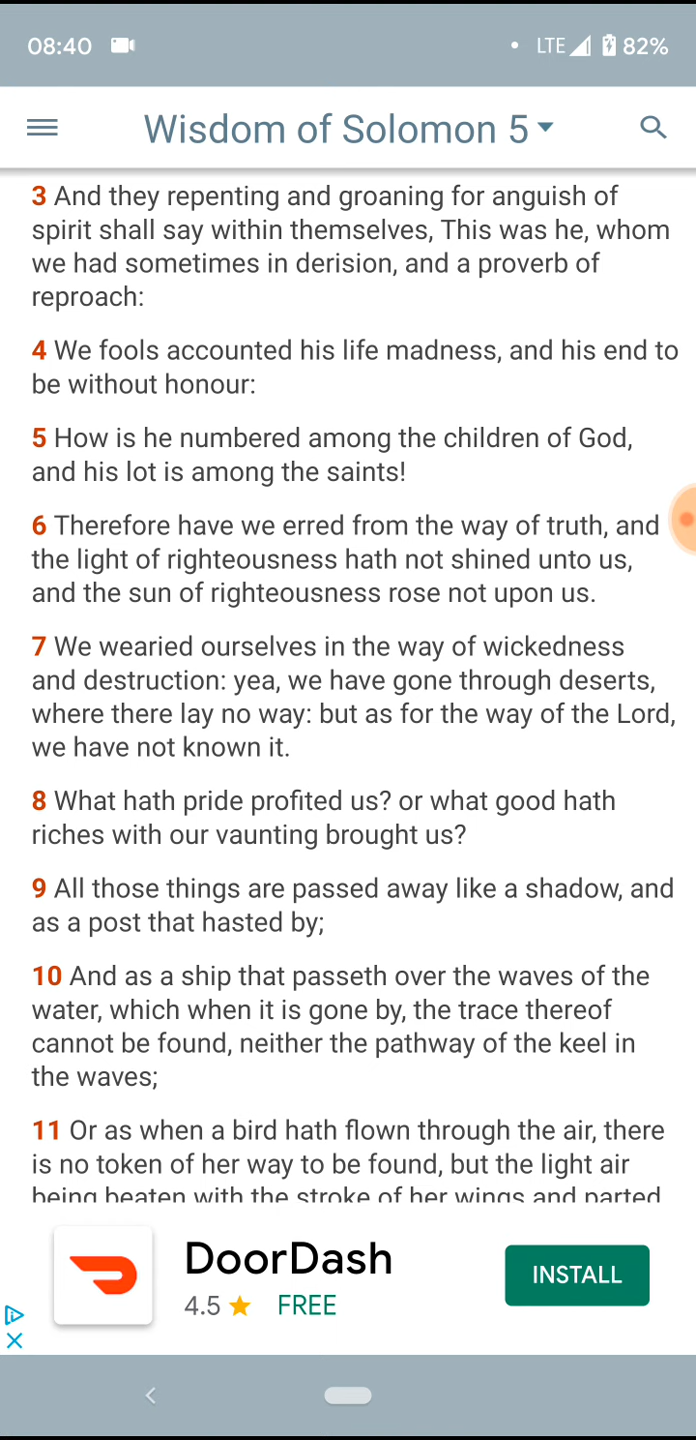 08:40
LTE 82%
Wisdom of Solomon 5
3 And they repenting and groaning for anguish of
spirit shall say within themselves, This was he, whom
we had sometimes in derision, and a proverb of
reproach:
4 We fools accounted his life madness, and his end to
be without honour:
5 How is he numbered among the children of God,
and his lot is among the saints!
6 Therefore have we erred from the way of truth, and
the light of righteousness hath not shined unto us,
and the sun of righteousness rose not upon us.
7 We wearied ourselves in the way of wickedness
and destruction: yea, we have gone through deserts,
where there lay no way: but as for the way of the Lord,
we have not known it.
8 What hath pride profited us? or what good hath
riches with our vaunting brought us?
9 All those things are passed away like a shadow, and
as a post that hasted by;
10 And as a ship that passeth over the waves of the
water, which when it is gone by, the trace thereof
cannot be found, neither the pathway of the keel in
the waves;
11 Or as when a bird hath flown through the air, there
is no token of her way to be found, but the light air
being beaten with the stroke of her wings and parted
DoorDash
4.5 ★ FREE
INSTALL